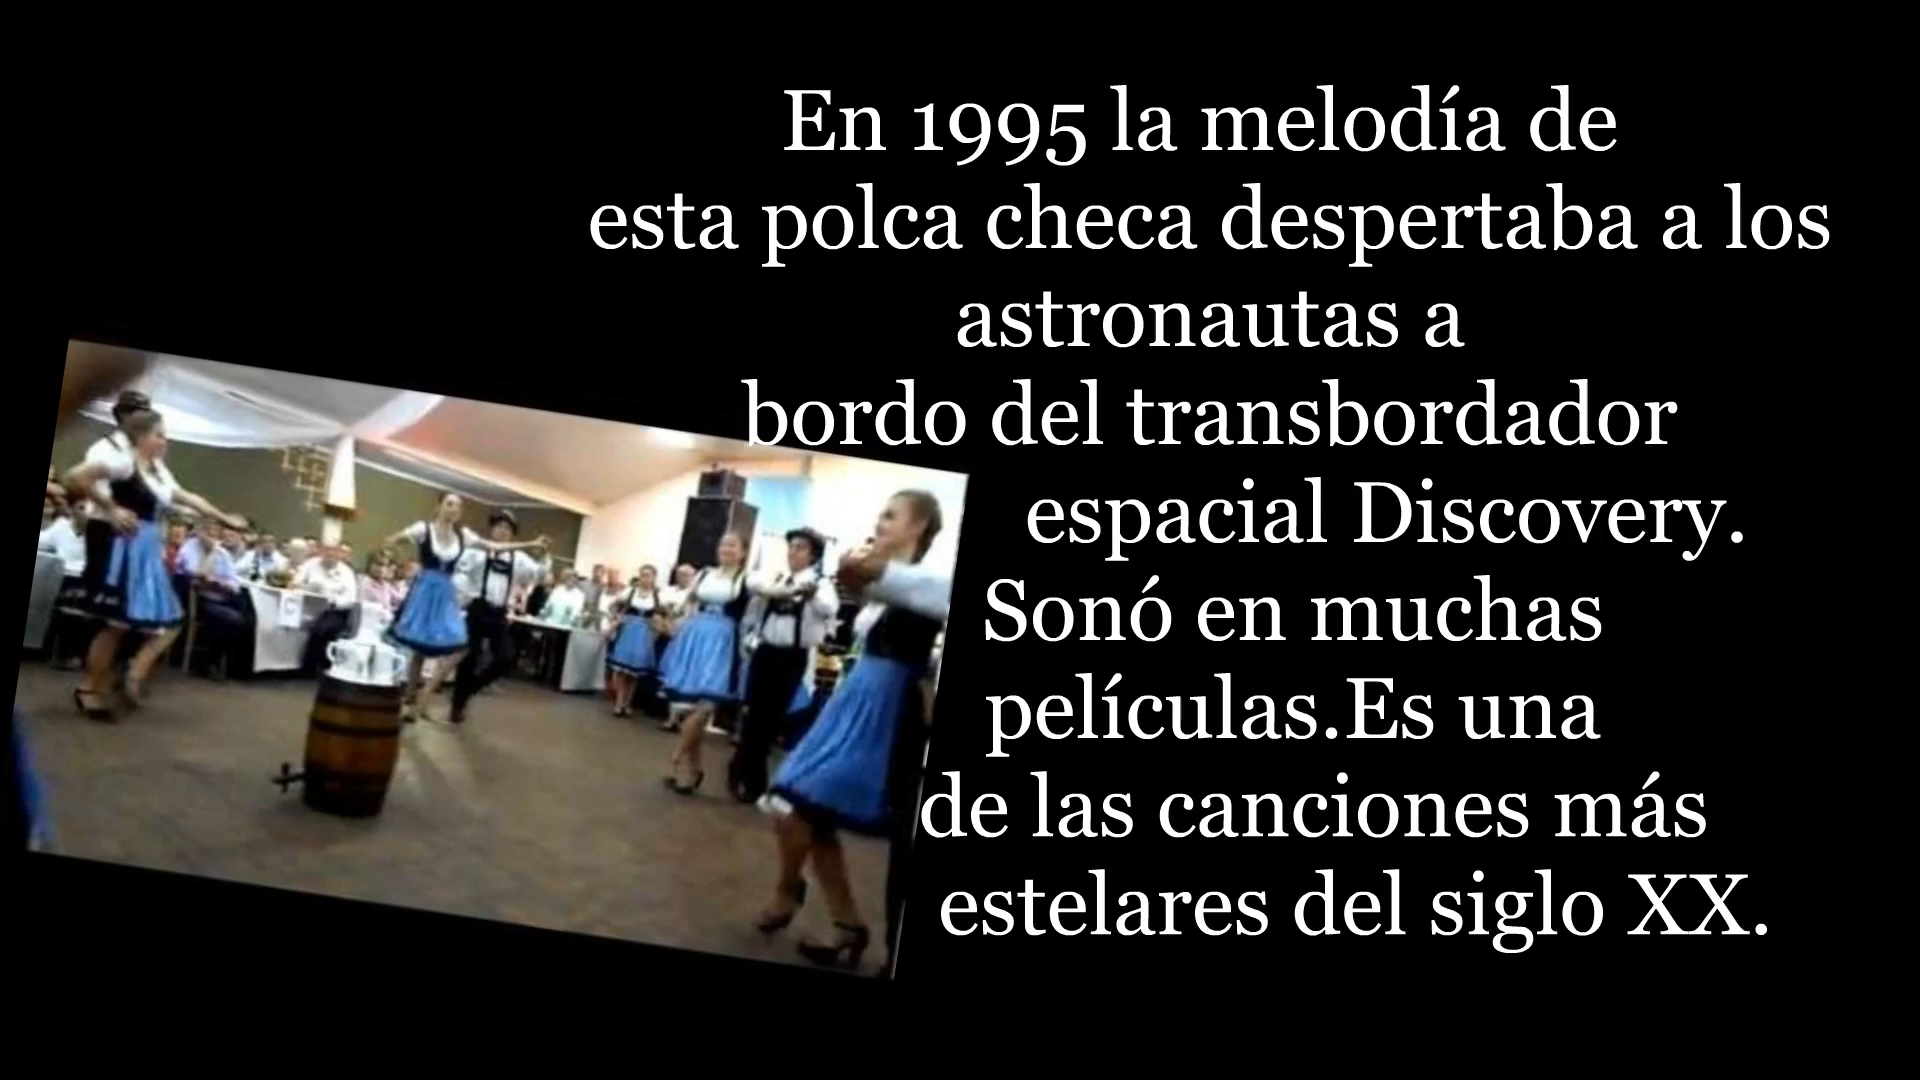 En 1995 la melodía de
esta polca checa despertaba a los
astronautas a
bordo del transbordador
espacial Discovery.
Sonó en muchas
películas.Es una
de las canciones más
estelares del siglo XX.